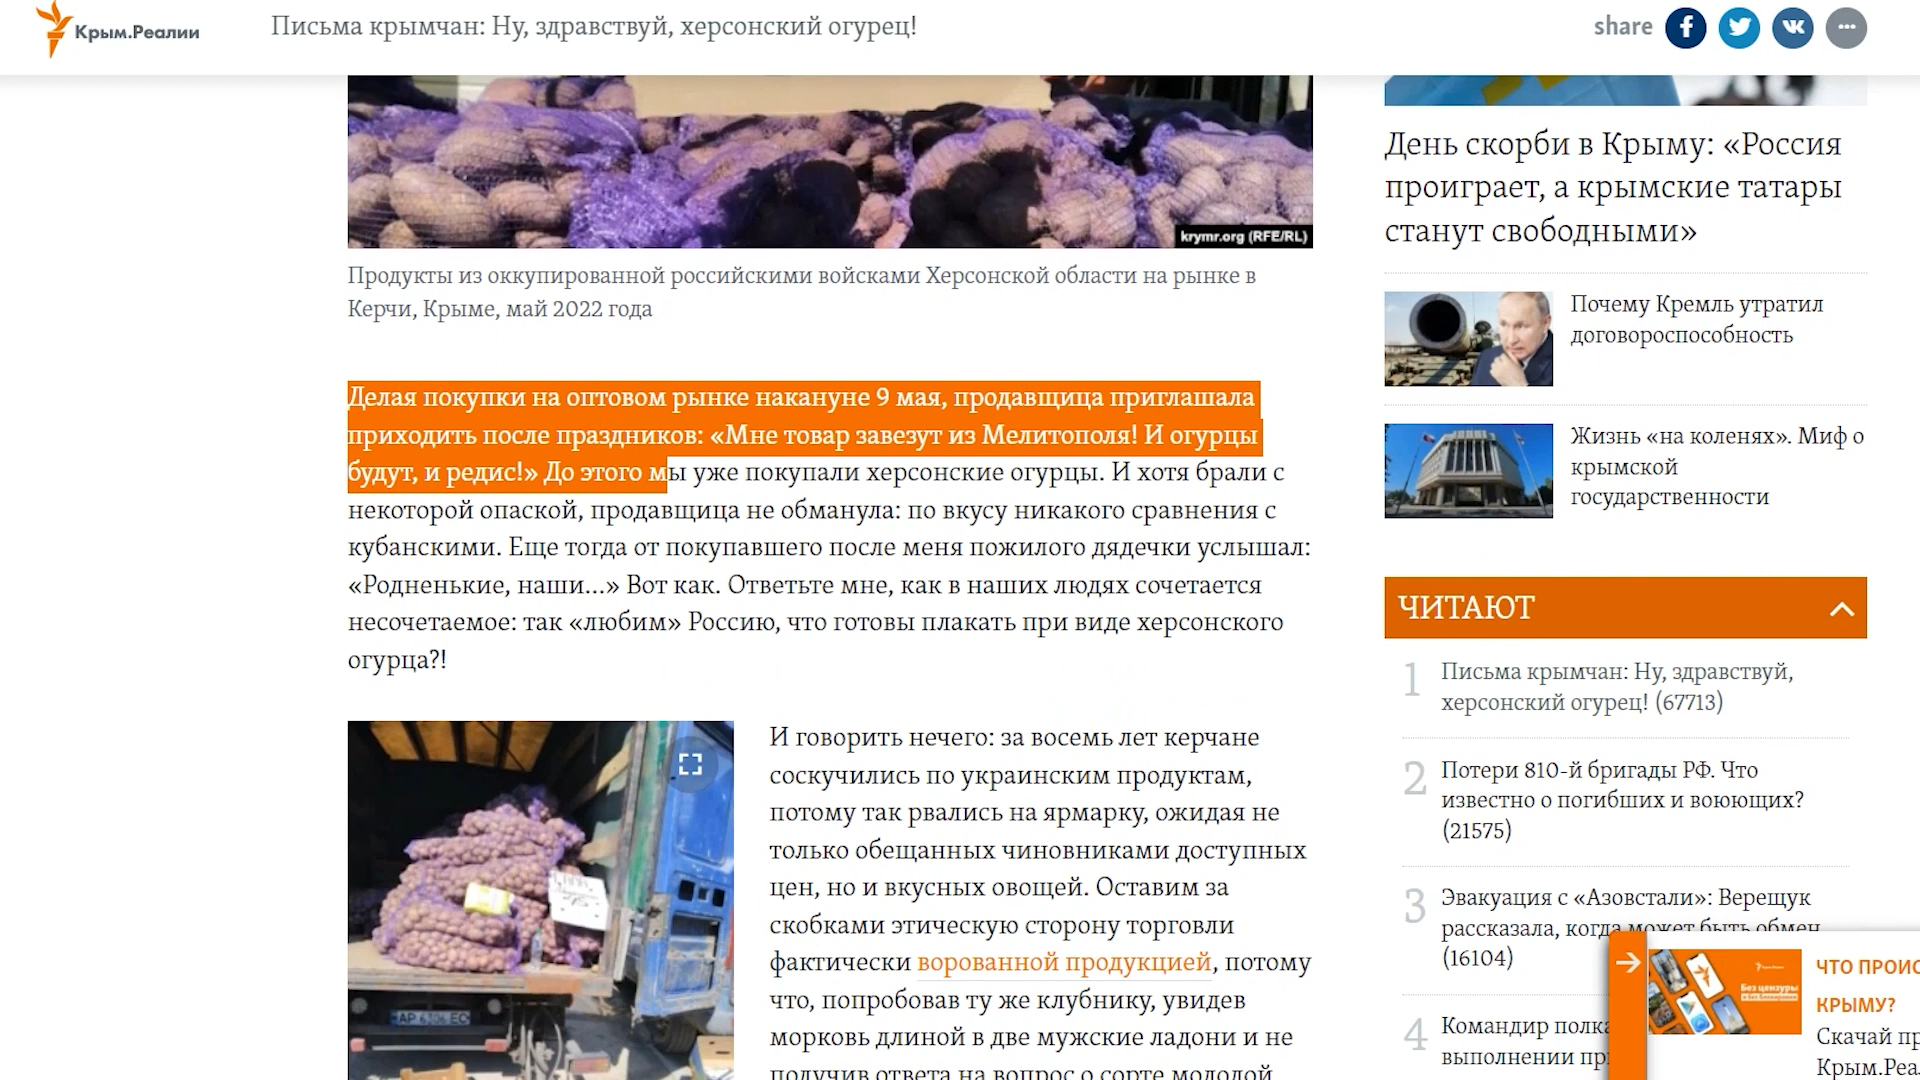 Крым.Реалии
Письма крымчан: Ну, здравствуй, херсонский огурец!
share
krymr.org (RFE/RL)
Продукты из оккупированной российскими войсками Херсонской области на рынке в
Керчи, Крыме, май 2022 года
Делая покупки на оптовом рынке накануне 9 мая, продавщица приглашала
приходить после праздников: «Мне товар завезут из Мелитополя! И огурцы
будут, и редис!» До этого мы уже покупали херсонские огурцы. И хотя брали с
некоторой опаской, продавщица не обманула: по вкусу никакого сравнения с
кубанскими. Еще тогда от покупавшего после меня пожилого дядечки услышал:
«Родненькие, наши...» Вот как. Ответьте мне, как в наших людях сочетается
несочетаемое: так «любим» Россию, что готовы плакать при виде херсонского
огурца?!
AP 6306 EC
И говорить нечего: за восемь лет керчане
соскучились по украинским продуктам,
потому так рвались на ярмарку, ожидая не
только обещанных чиновниками доступных
цен, но и вкусных овощей. Оставим за
скобками этическую сторону торговли
фактически ворованной продукцией, потому
что, попробовав ту же клубнику, увидев
морковь длиной в две мужские ладони и не
получив ответа на вопрос о сорте молодой
День скорби в Крыму: «Россия
проиграет, а крымские татары
станут свободными»
Почему Кремль утратил
договороспособность
Жизнь «на коленях». Миф о
крымской
государственности
ЧИТАЮТ
1 Письма крымчан: Ну, здравствуй,
херсонский огурец! (67713)
2 Потери 810-й бригады РФ. Что
известно о погибших и воюющих?
(21575)
3 Эвакуация с «Азовстали»: Верещук
рассказала, когда может быть обмен
(16104)
4 Командир полка
выполнении пр
Без цензуры
и без блокировки
ЧТО ПРОИС
КРЫМУ?
Скачай пр
Крым.Реа